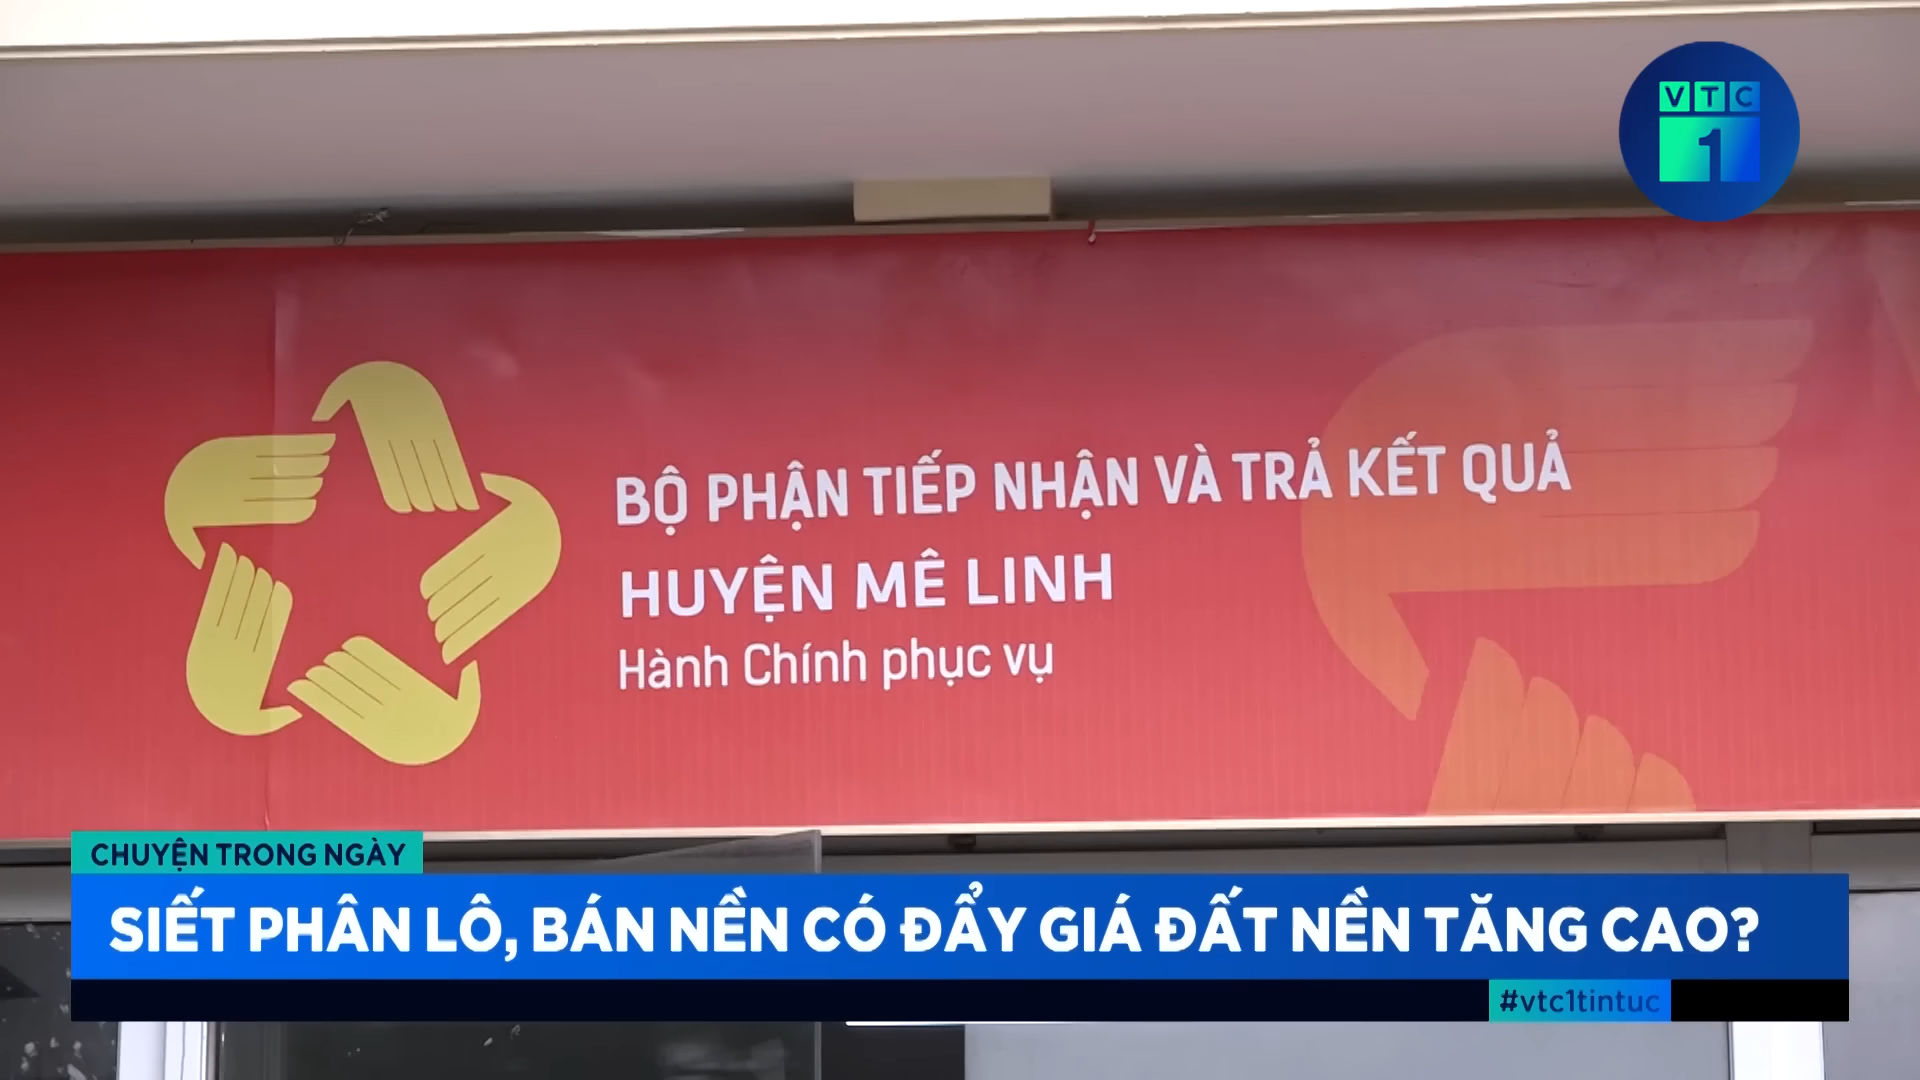 VTC
1
BỘ PHẬN TIẾP NHẬN VÀ TRẢ KẾT QUẢ
HUYỆN MÊ LINH
Hành Chính phục vụ
CHUYỆN TRONG NGÀY
SIẾT PHÂN LÔ, BÁN NỀN CÓ ĐẨY GIÁ ĐẤT NỀN TĂNG CAO?
#vtc1tintuc